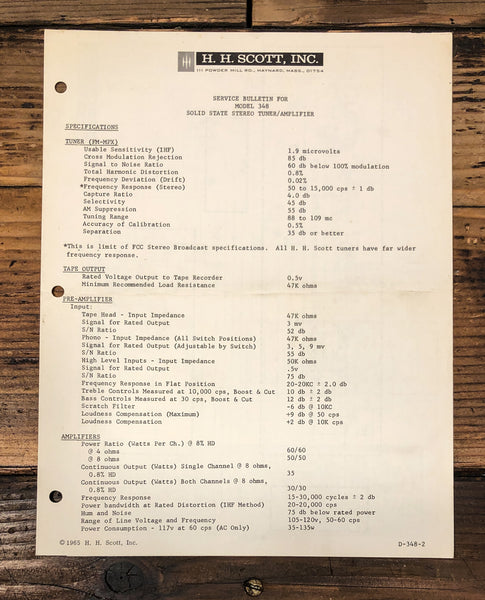 H. H. SCOTT, INC.
111 POWDER MILL RD., MAYNARD, MASS., 01754
SERVICE BULLETIN FOR
MODEL 348
SOLID STATE STEREO TUNER/AMPLIFIER
SPECIFICATIONS
TUNER (FM-MPX)
Usable Sensitivity (IHF) 1.9 microvolts
Cross Modulation Rejection 85 db
Signal to Noise Ratio 60 db below 100% modulation
Total Harmonic Distortion 0.8%
Frequency Deviation (Drift) 0.02%
*Frequency Response (Stereo) 30 to 15,000 cps ± 1 db
Capture Ratio 4.0 db
Selectivity 45 db
AM Suppression 55 db
Tuning Range 88 to 109 mc
Accuracy of Calibration 0.5%
Separation 35 db or better
*This is limit of FCC Stereo Broadcast specifications. All H. H. Scott tuners have far wider
frequency response.
TAPE OUTPUT
Rated Voltage Output to Tape Recorder 0.5v
Minimum Recommended Load Resistance 47K ohms
PRE-AMPLIFIER
Input:
Tape Head - Input Impedance 47K ohms
Signal for Rated Output 3 mv
S/N Ratio 52 db
Phono - Input Impedance (All Switch Positions) 47K ohms
Signal for Rated Output (Adjustable by Switch) 3, 5, 9 mv
S/N Ratio 55 db
High Level Inputs - Input Impedance 50K ohms
Signal for Rated Output .5v
S/N Ratio 75 db
Frequency Response in Flat Position 20-20KC ± 2.0 db
Treble Controls Measured at 10,000 cps, Boost & Cut 10 db ± 2 db
Bass Controls Measured at 30 cps, Boost & Cut 12 db ± 2 db
Scratch Filter -6 db @ 10KC
Loudness Compensation (Maximum) +9 db @ 50 cps
Loudness Compensation +2 db @ 10K cps
AMPLIFIERS
Power Ratio (Watts Per Ch.) @ 8% HD
@ 4 ohms 60/60
@ 8 ohms 50/50
Continuous Output (Watts) Single Channel @ 8 ohms,
0.8% HD 35
Continuous Output (Watts) Both Channels @ 8 ohms,
0.8% HD 30/30
Frequency Response 15-30,000 cycles ± 2 db
Power bandwidth at Rated Distortion (IHF Method) 20-20,000 cps
Hum and Noise 75 db below rated power
Range of Line Voltage and Frequency 105-120v, 50-60 cps
Power Consumption - 117v at 60 cps (AC Only) 35-135w
©1965 H. H. Scott, Inc. D-348-2